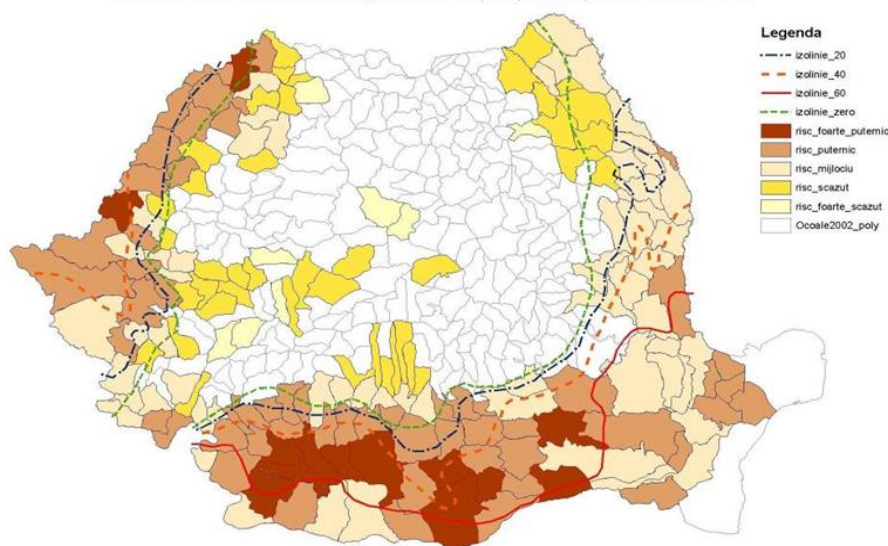 Legenda
izolinie_20
izolinie_40
izolinie_60
izolinie_zero
risc_foarte_puternic
risc_puternic
risc_mijlociu
risc_scazut
risc_foarte_scazut
Ocoale2002_poly